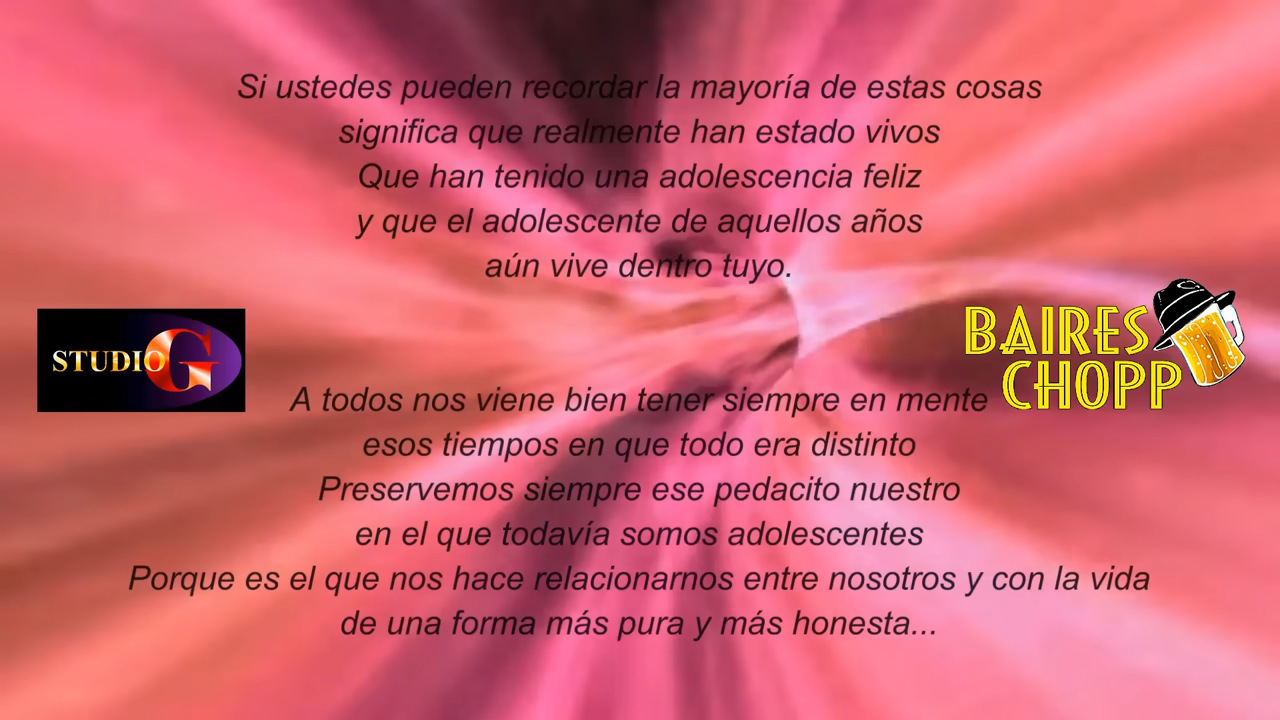 Si ustedes pueden recordar la mayoría de estas cosas
significa que realmente han estado vivos
Que han tenido una adolescencia feliz
y que el adolescente de aquellos años
aún vive dentro tuyo.
STUDIO G
BAIRES
CHOPP
A todos nos viene bien tener siempre en mente
esos tiempos en que todo era distinto
Preservemos siempre ese pedacito nuestro
en el que todavía somos adolescentes
Porque es el que nos hace relacionarnos entre nosotros y con la vida
de una forma más pura y más honesta...